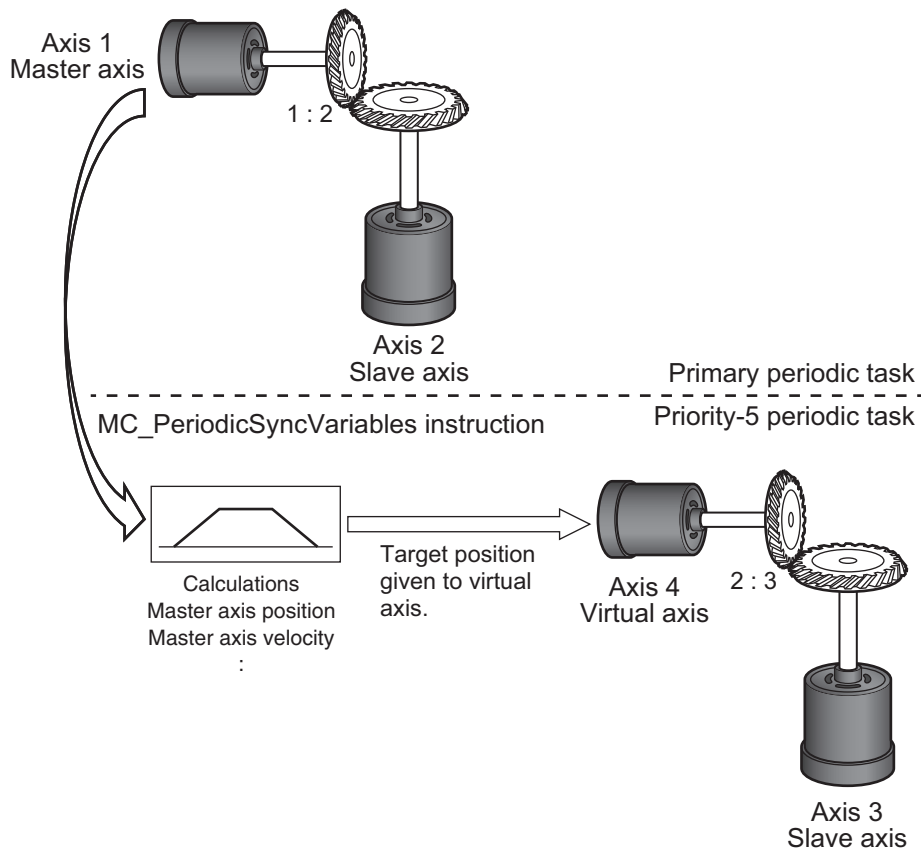 Axis 1
Master axis
1 : 2
Axis 2
Slave axis
Primary periodic task
MC_PeriodicSyncVariables instruction
Priority-5 periodic task
Calculations
Master axis position
Master axis velocity
:
Target position
given to virtual
axis.
Axis 4
Virtual axis
2 : 3
Axis 3
Slave axis